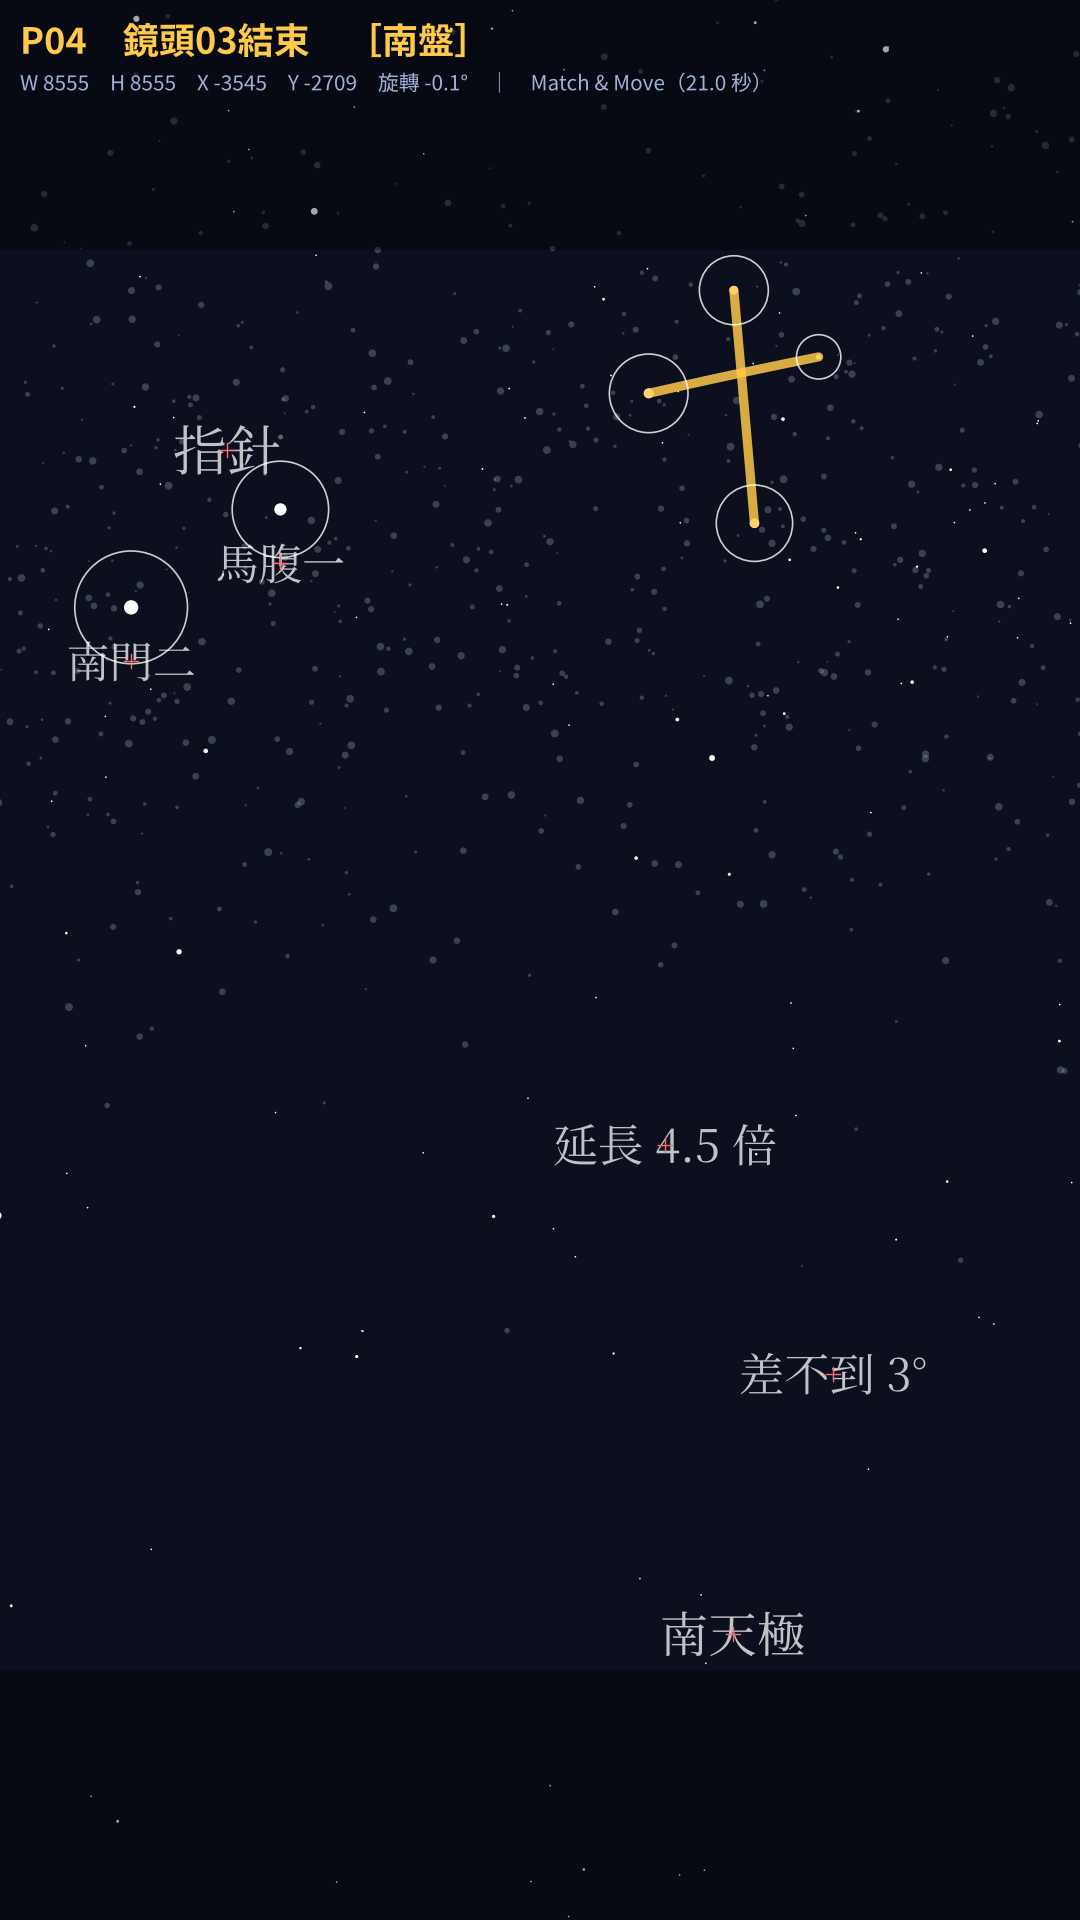 P04 鏡頭03結束 [南盤]
W 8555 H 8555 X -3545 Y -2709 旋轉 -0.1° | Match & Move（21.0 秒）
指針
馬腹一
南門二
延長 4.5 倍
差不到 3°
南天極